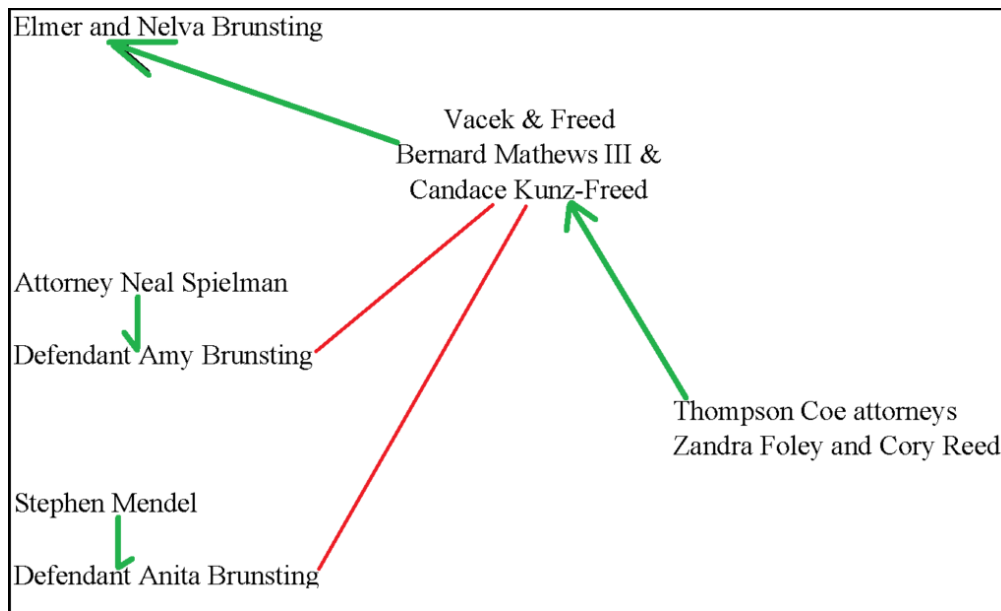 Elmer and Nelva Brunsting
Vacek & Freed
Bernard Mathews III &
Candace Kunz-Freed
Attorney Neal Spielman
Defendant Amy Brunsting
Thompson Coe attorneys
Zandra Foley and Cory Reed
Stephen Mendel
Defendant Anita Brunsting